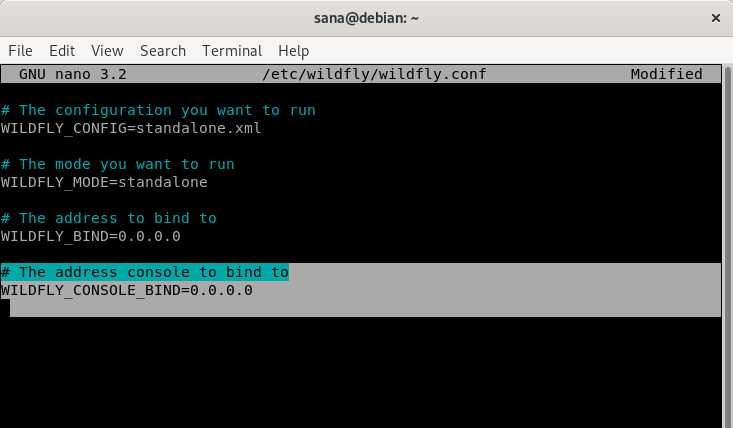 sana@debian: ~ ×
File Edit View Search Terminal Help
GNU nano 3.2 /etc/wildfly/wildfly.conf Modified
# The configuration you want to run
WILDFLY_CONFIG=standalone.xml
# The mode you want to run
WILDFLY_MODE=standalone
# The address to bind to
WILDFLY_BIND=0.0.0.0
# The address console to bind to
WILDFLY_CONSOLE_BIND=0.0.0.0